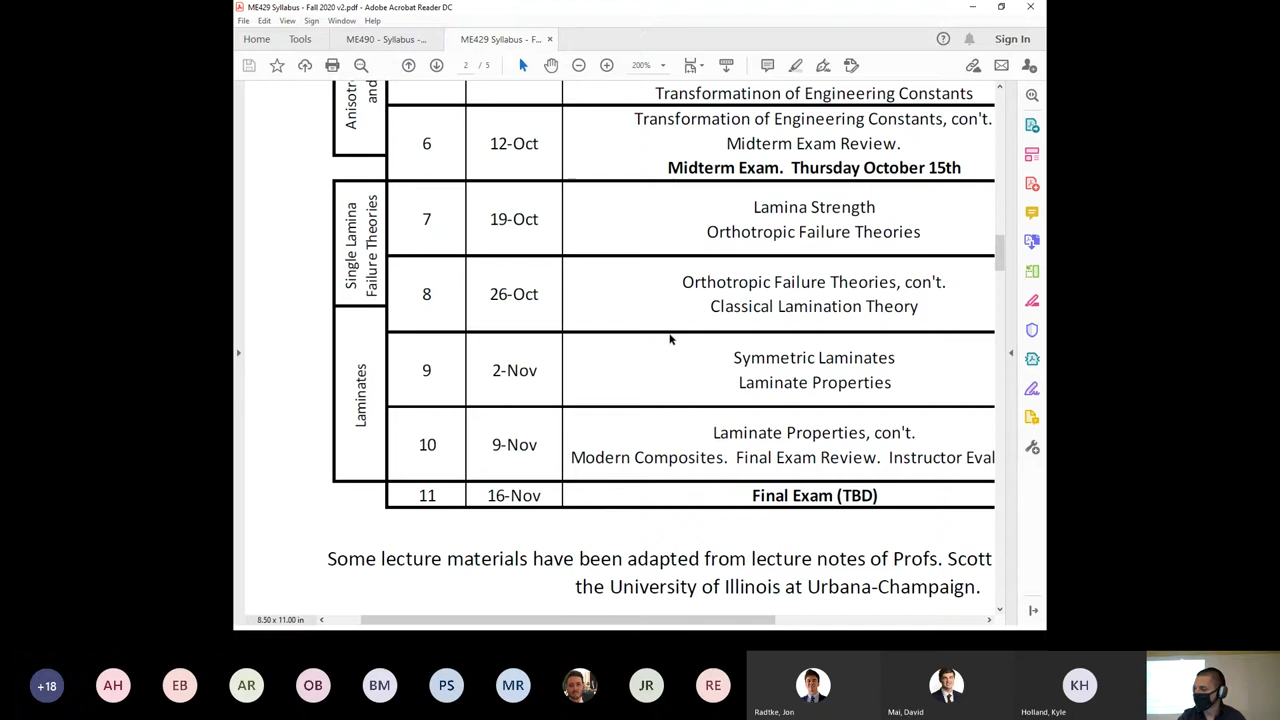 ME429 Syllabus - Fall 2020 v2.pdf - Adobe Acrobat Reader DC
File Edit View Sign Window Help
Home Tools ME490 - Syllabus -... ME429 Syllabus - F... × Sign In
2 / 5 200%
Anisotr
and
Transformatinon of Engineering Constants
6 12-Oct
Transformation of Engineering Constants, con't.
Midterm Exam Review.
Midterm Exam. Thursday October 15th
Single Lamina
Failure Theories
7 19-Oct
Lamina Strength
Orthotropic Failure Theories
8 26-Oct
Orthotropic Failure Theories, con't.
Classical Lamination Theory
Laminates
9 2-Nov
Symmetric Laminates
Laminate Properties
10 9-Nov
Laminate Properties, con't.
Modern Composites. Final Exam Review. Instructor Eval
11 16-Nov Final Exam (TBD)
Some lecture materials have been adapted from lecture notes of Profs. Scott
the University of Illinois at Urbana-Champaign.
8.50 x 11.00 in
+18 AH EB AR OB BM PS MR JR RE KH
Radtke, Jon Mai, David Holland, Kyle